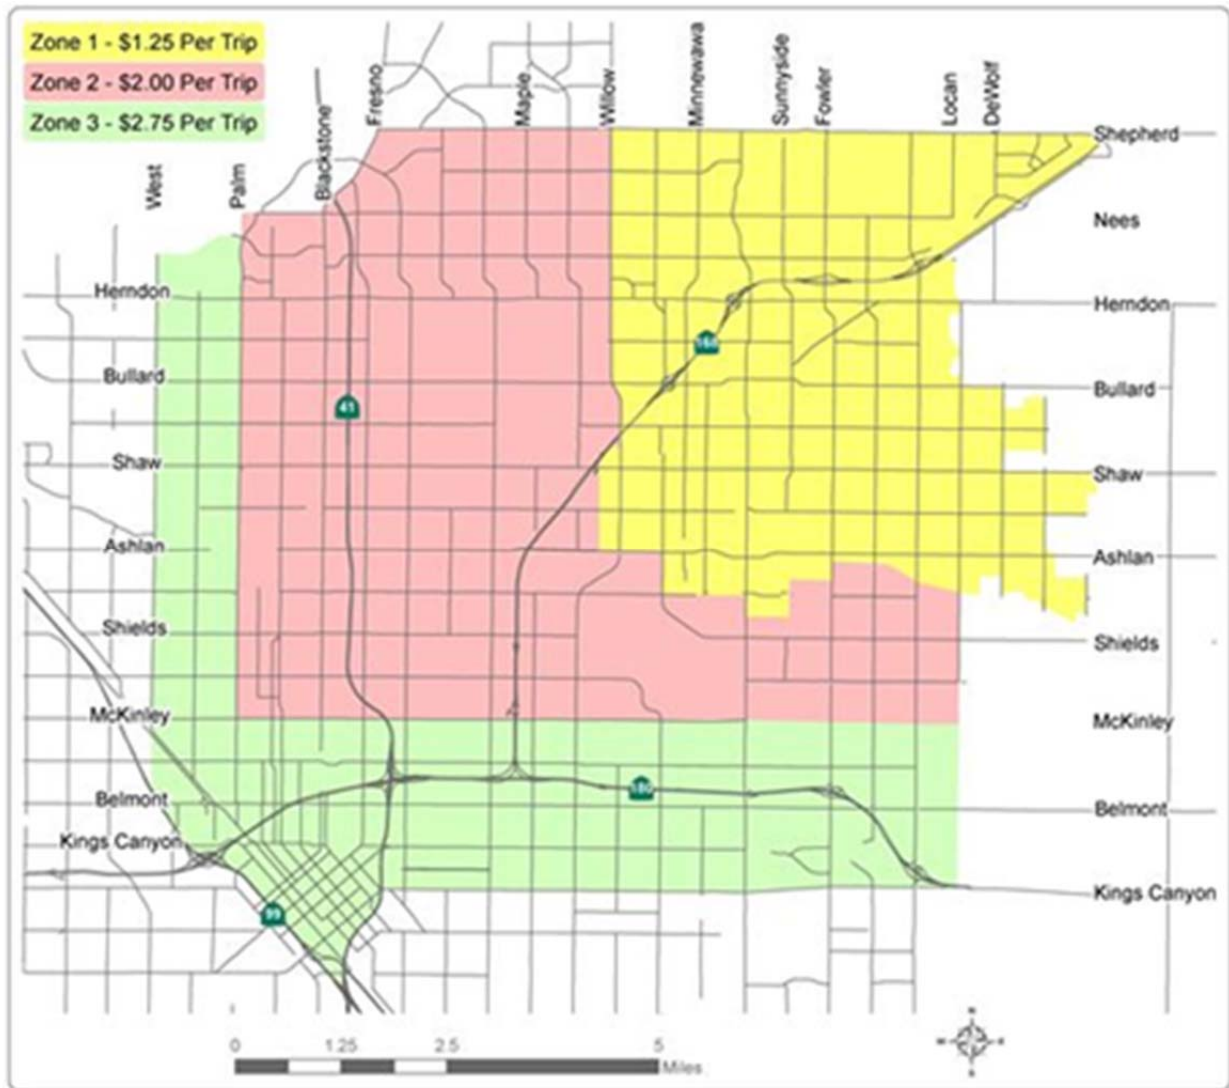 Zone 1 - $1.25 Per Trip
Zone 2 - $2.00 Per Trip
Zone 3 - $2.75 Per Trip
West
Palm
Blackstone
Fresno
Maple
Willow
Minnewawa
Sunnyside
Fowler
Locan
DeWolf
Shepherd
Nees
Herndon
Herndon
168
Bullard
Bullard
41
Shaw
Shaw
Ashlan
Ashlan
Shields
Shields
McKinley
McKinley
180
Belmont
Belmont
Kings Canyon
Kings Canyon
99
0 1.25 2.5 5
Miles